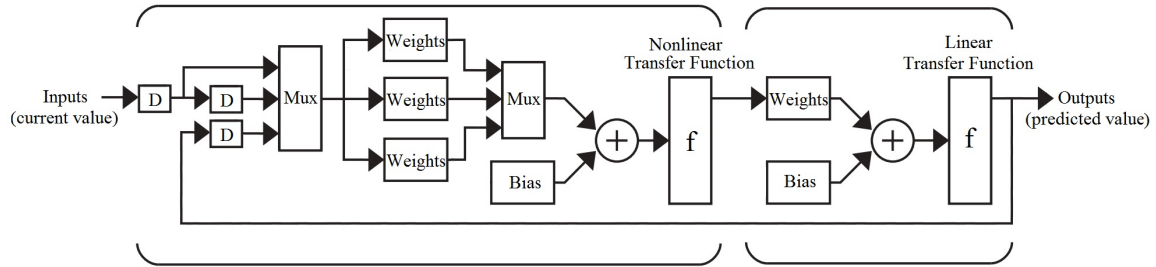 Inputs
(current value)
D
D
D
Mux
Weights
Weights
Weights
Mux
Bias
+
Nonlinear
Transfer Function
f
Weights
Bias
+
Linear
Transfer Function
f
Outputs
(predicted value)